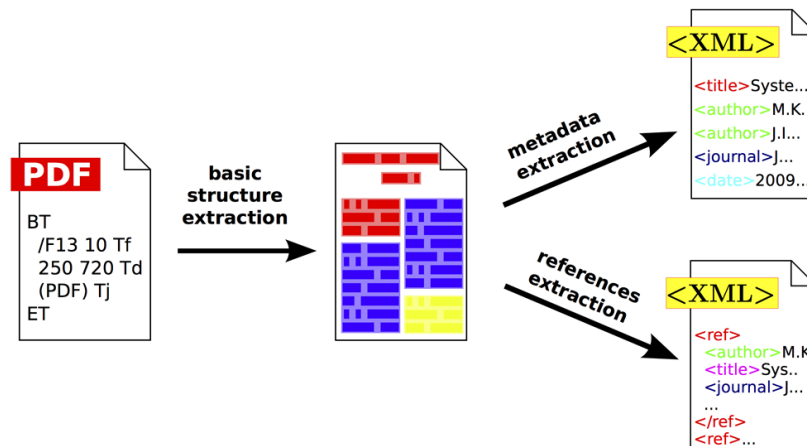 PDF
BT
/F13 10 Tf
250 720 Td
(PDF) Tj
ET
basic
structure
extraction
metadata
extraction
<XML>
<title>Syste...
<author>M.K.
<author>J.I...
<journal>J...
<date>2009...
references
extraction
<XML>
<ref>
<author>M.K
<title>Sys..
<journal>J...
...
</ref>
<ref>...